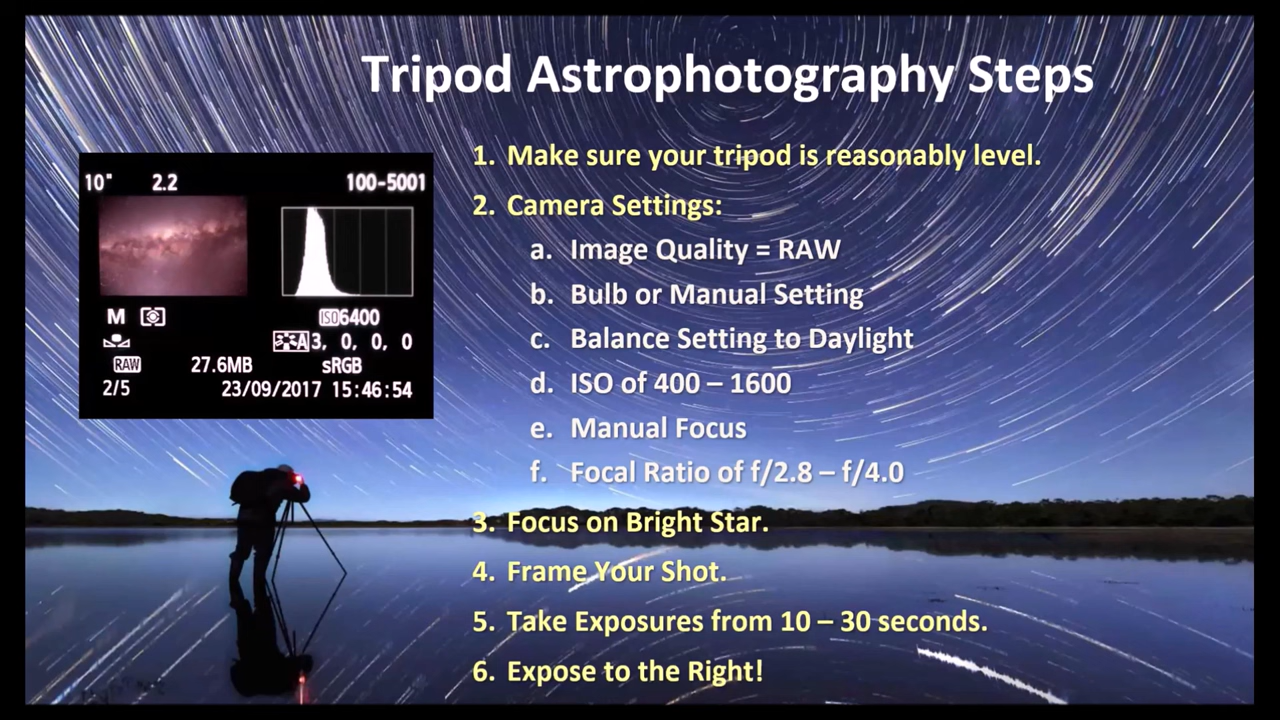 Tripod Astrophotography Steps
10" 2.2 100-5001
M
ISO6400
A 3, 0, 0, 0
RAW 27.6MB sRGB
2/5 23/09/2017 15:46:54
1. Make sure your tripod is reasonably level.
2. Camera Settings:
a. Image Quality = RAW
b. Bulb or Manual Setting
c. Balance Setting to Daylight
d. ISO of 400 – 1600
e. Manual Focus
f. Focal Ratio of f/2.8 – f/4.0
3. Focus on Bright Star.
4. Frame Your Shot.
5. Take Exposures from 10 – 30 seconds.
6. Expose to the Right!